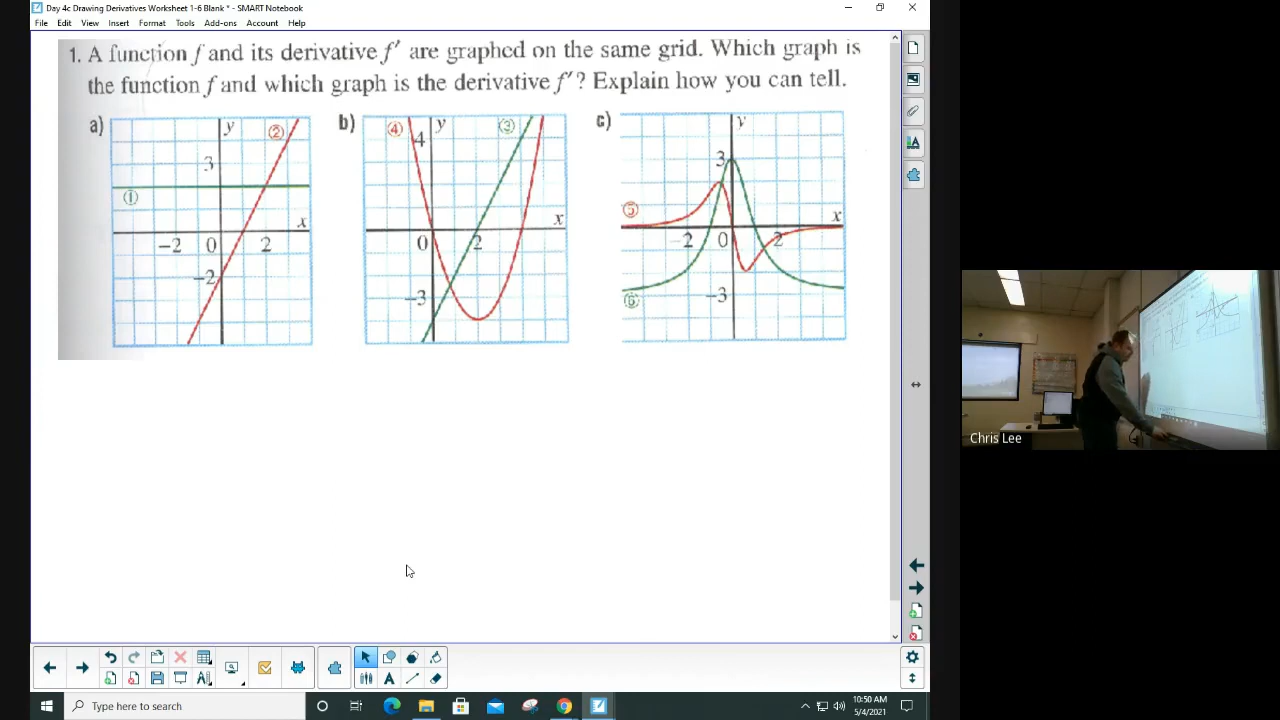 Day 4c Drawing Derivatives Worksheet 1-6 Blank * - SMART Notebook
File Edit View Insert Format Tools Add-ons Account Help
1. A function f and its derivative f' are graphed on the same grid. Which graph is
the function f and which graph is the derivative f'? Explain how you can tell.
a) y ② 3 ① x -2 0 2 -2
b) ④ 4 y ③ x 0 2 -3
c) y 3 ⑤ x -2 0 2 ⑥ -3
Chris Lee
Type here to search
10:50 AM
5/4/2021